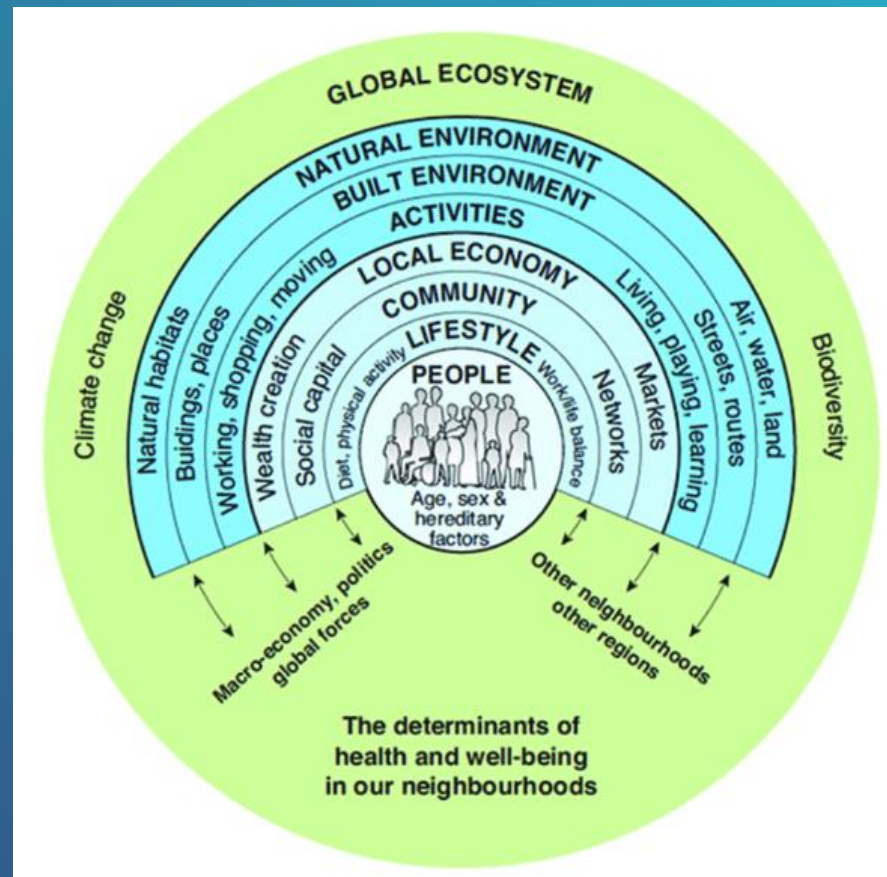 GLOBAL ECOSYSTEM
NATURAL ENVIRONMENT
BUILT ENVIRONMENT
ACTIVITIES
LOCAL ECONOMY
COMMUNITY
LIFESTYLE
PEOPLE
Age, sex &
hereditary
factors
Climate change
Natural habitats
Buidings, places
Working, shopping, moving
Wealth creation
Social capital
Diet, physical activity
Work/life balance
Networks
Markets
Living, playing, learning
Streets, routes
Air, water, land
Biodiversity
Macro-economy, politics
global forces
Other neighbourhoods
other regions
The determinants of
health and well-being
in our neighbourhoods